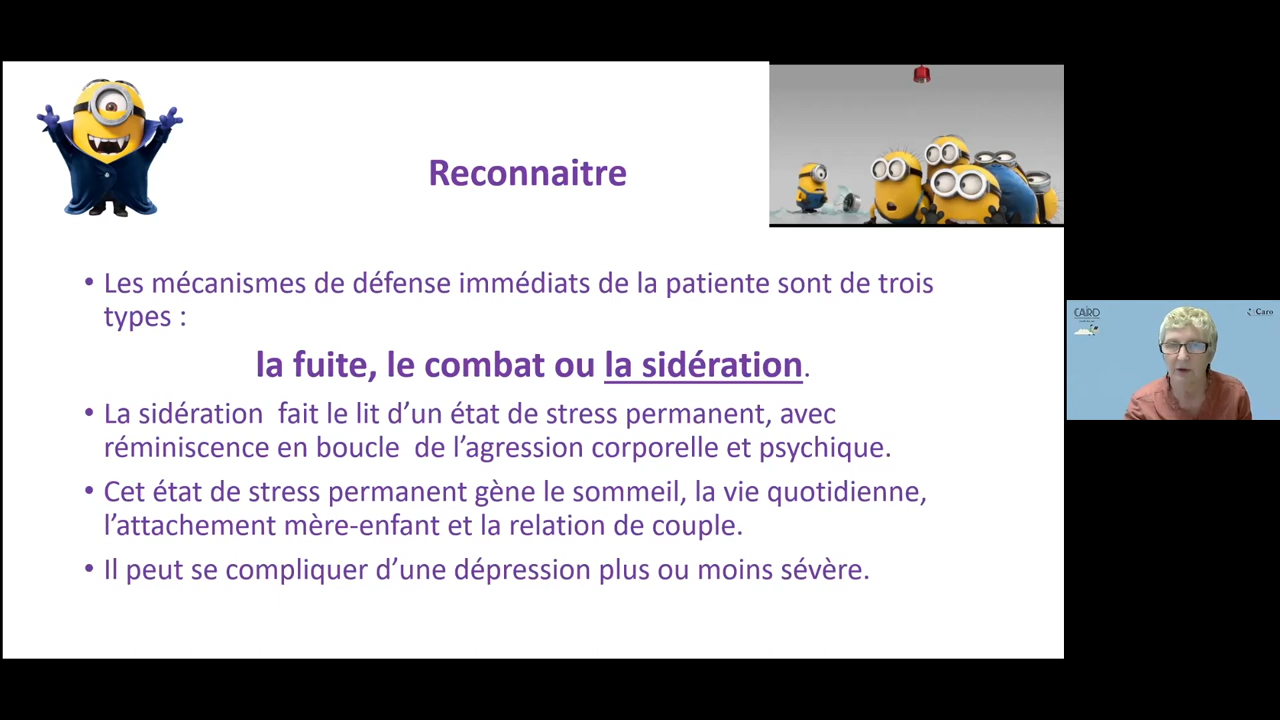 Reconnaitre
• Les mécanismes de défense immédiats de la patiente sont de trois
types :
la fuite, le combat ou la sidération.
• La sidération  fait le lit d’un état de stress permanent, avec
réminiscence en boucle  de l’agression corporelle et psychique.
• Cet état de stress permanent gène le sommeil, la vie quotidienne,
l’attachement mère-enfant et la relation de couple.
• Il peut se compliquer d’une dépression plus ou moins sévère.
Caro